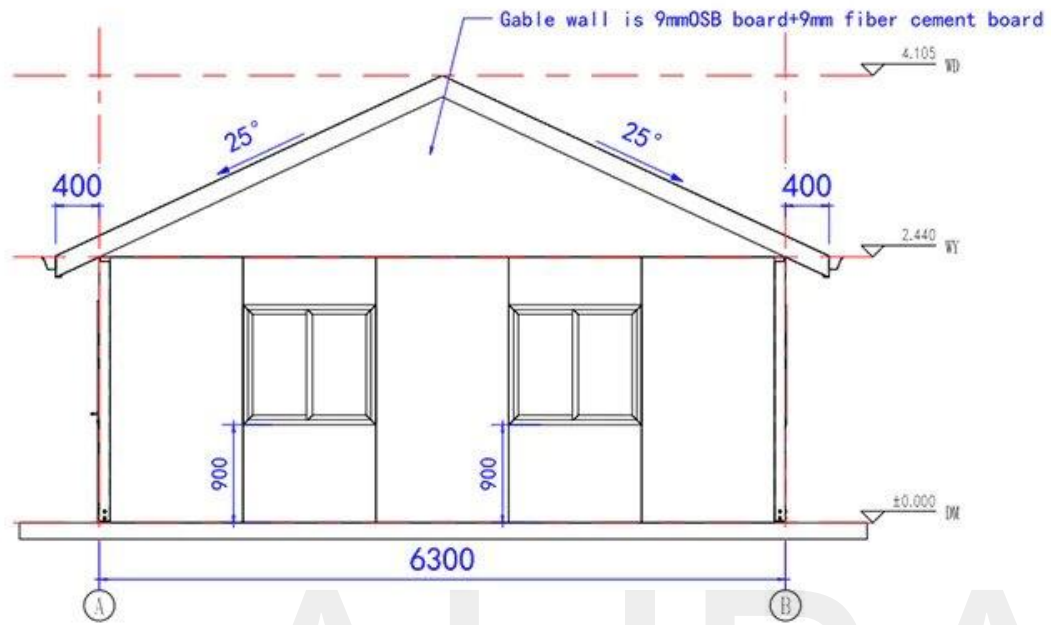 Gable wall is 9mmOSB board+9mm fiber cement board
4.105 WD
25°
25°
400
400
2.440 WY
900
900
±0.000 DM
6300
A
B